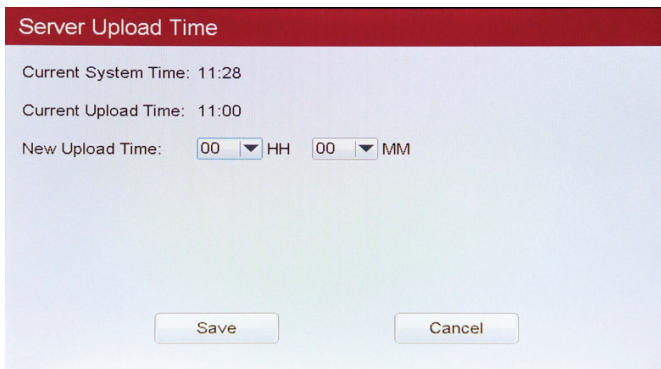 Server Upload Time
Current System Time: 11:28
Current Upload Time: 11:00
New Upload Time: 00 HH 00 MM
Save Cancel